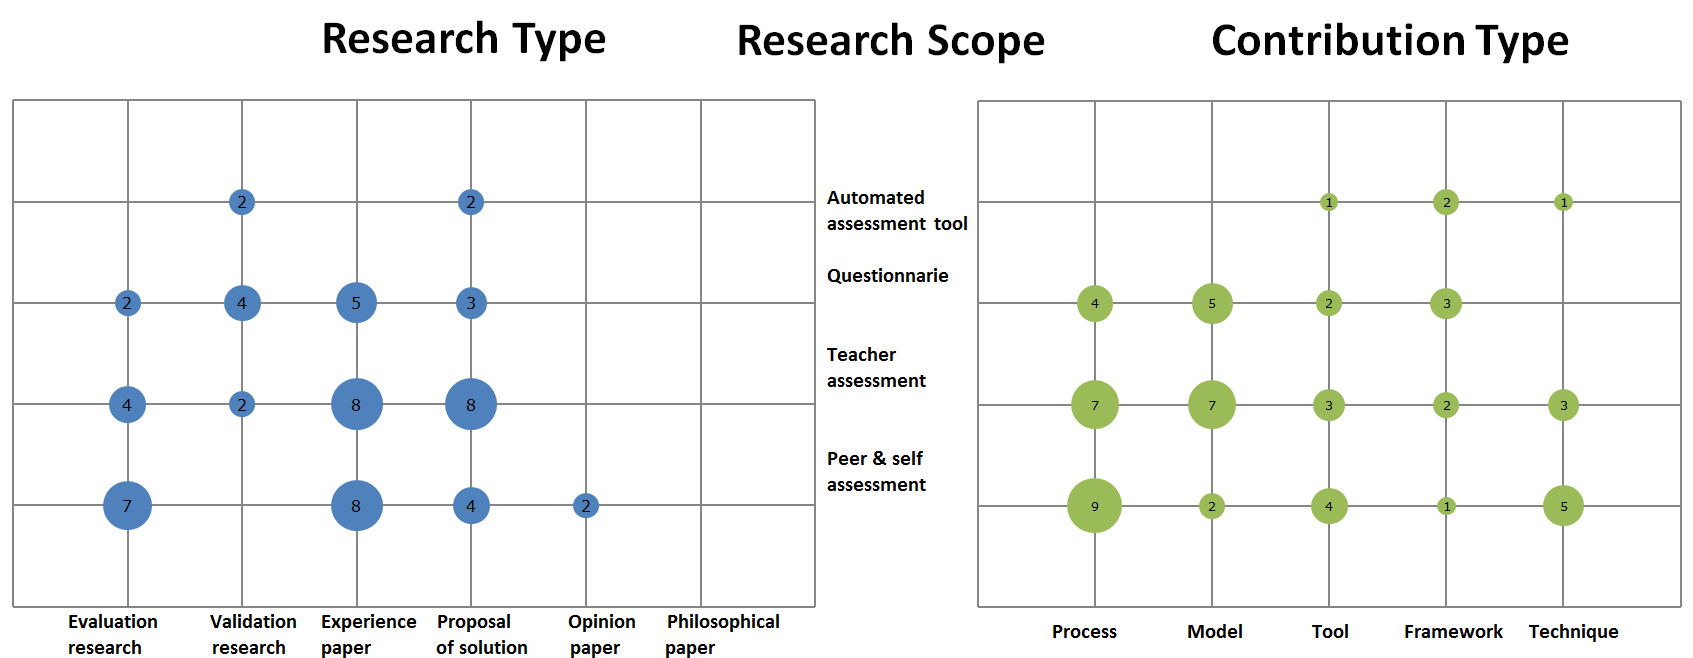 Research Type
Research Scope
Contribution Type
2
2
Automated
assessment tool
1
2
1
Questionnarie
2
4
5
3
4
5
2
3
Teacher
assessment
4
2
8
8
7
7
3
2
3
Peer & self
assessment
7
8
4
2
9
2
4
1
5
Evaluation
research
Validation
research
Experience
paper
Proposal
of solution
Opinion
paper
Philosophical
paper
Process
Model
Tool
Framework
Technique